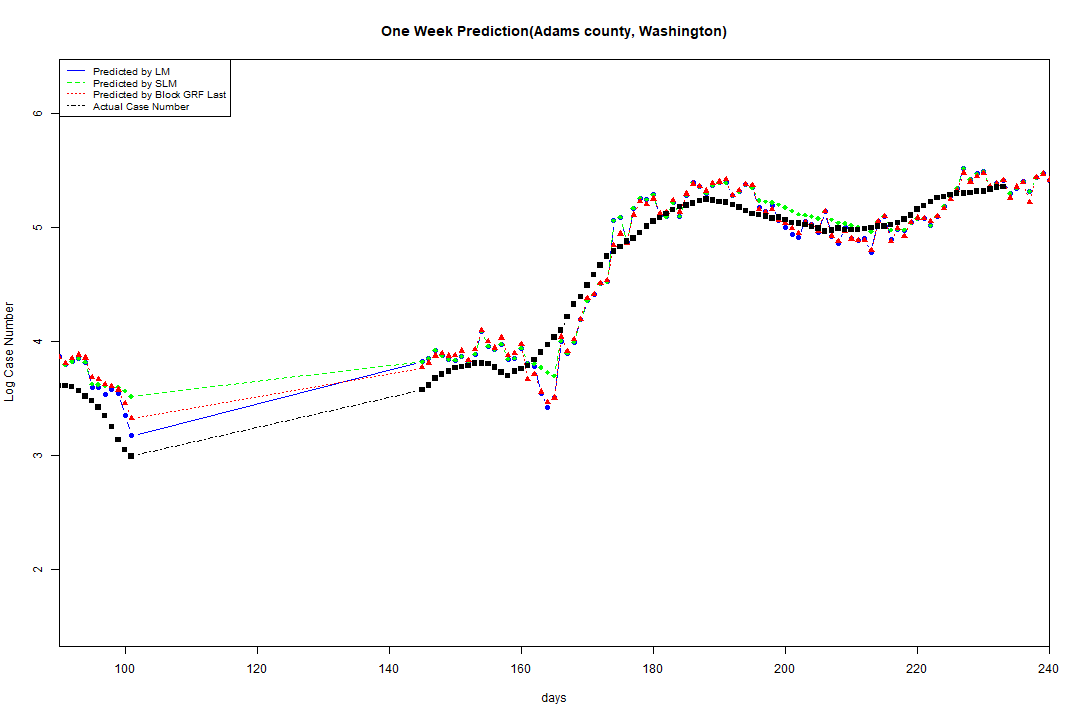 One Week Prediction(Adams county, Washington)
Predicted by LM
Predicted by SLM
Predicted by Block GRF Last
Actual Case Number
Log Case Number
6
5
4
3
2
100 120 140 160 180 200 220 240
days